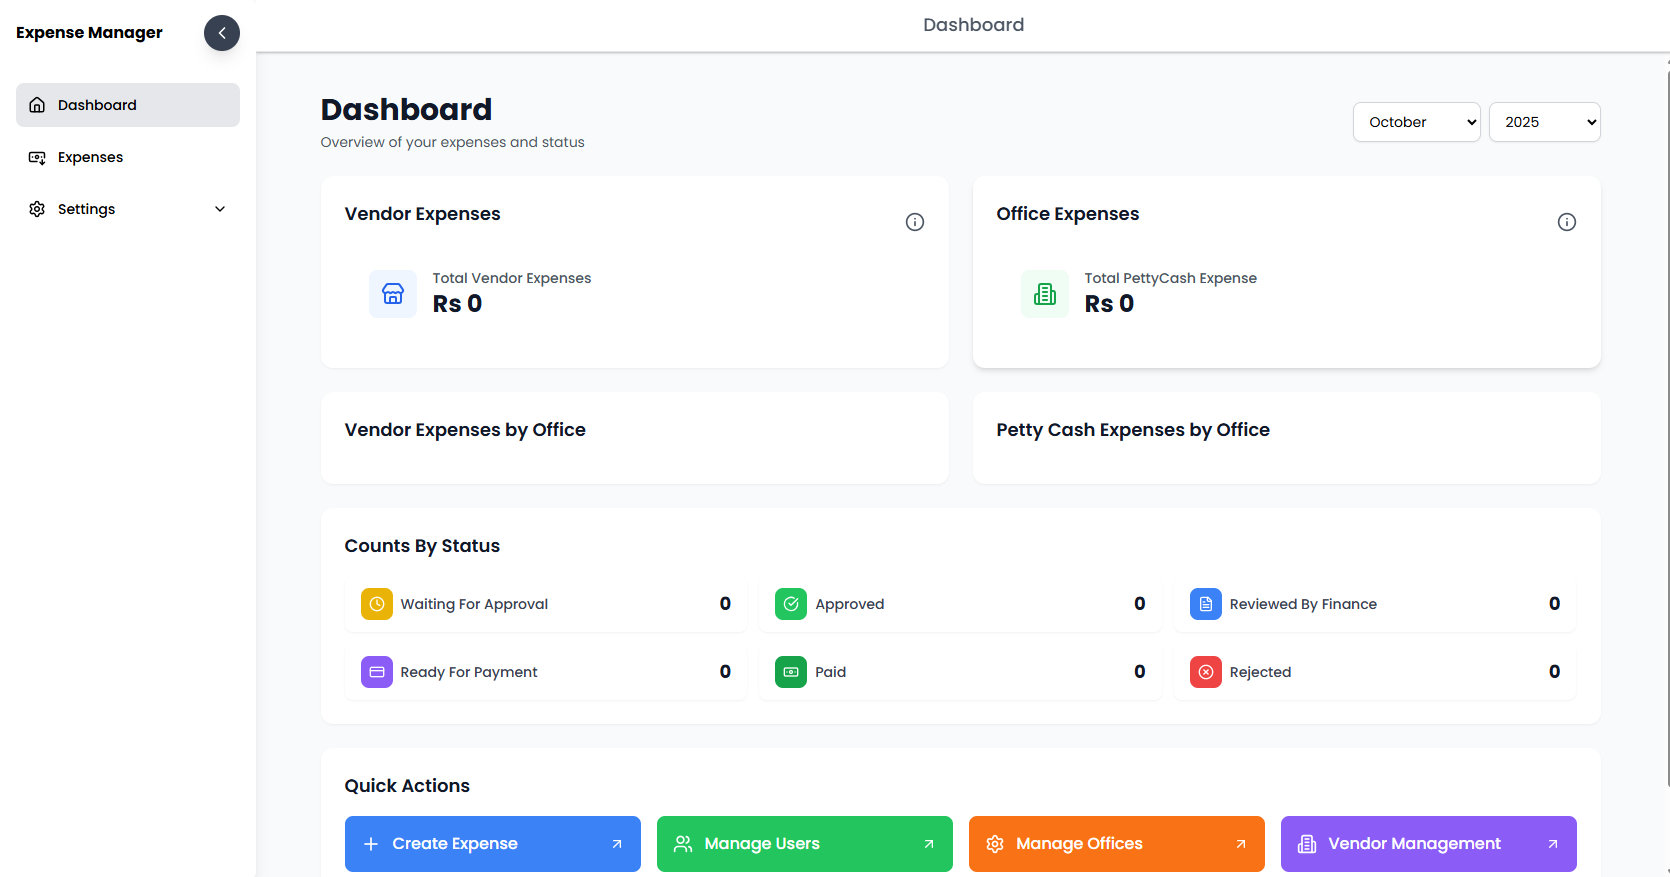 Expense Manager
Dashboard
Dashboard
Expenses
Settings
Dashboard
Overview of your expenses and status
October
2025
Vendor Expenses
Total Vendor Expenses
Rs 0
Office Expenses
Total PettyCash Expense
Rs 0
Vendor Expenses by Office
Petty Cash Expenses by Office
Counts By Status
Waiting For Approval 0
Approved 0
Reviewed By Finance 0
Ready For Payment 0
Paid 0
Rejected 0
Quick Actions
Create Expense
Manage Users
Manage Offices
Vendor Management